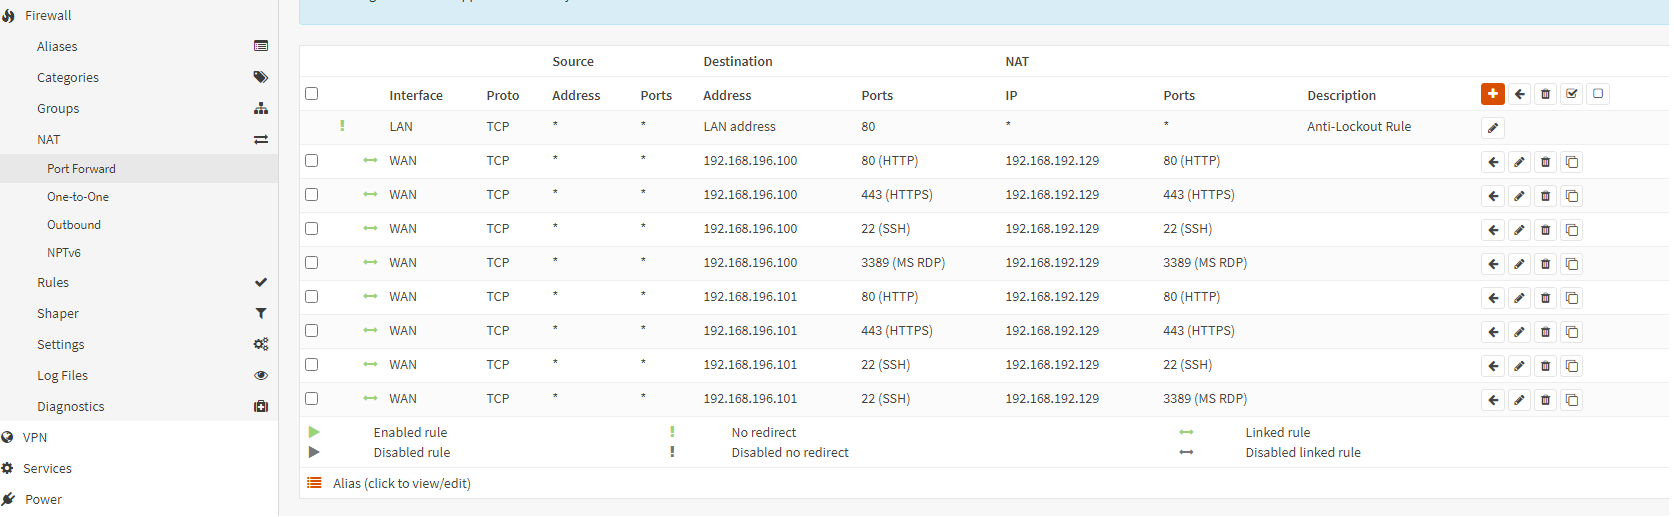 Firewall
Aliases
Categories
Groups
NAT
Port Forward
One-to-One
Outbound
NPTv6
Rules
Shaper
Settings
Log Files
Diagnostics
VPN
Services
Power
Source Destination NAT
Interface Proto Address Ports Address Ports IP Ports Description
LAN TCP * * LAN address 80 * * Anti-Lockout Rule
WAN TCP * * 192.168.196.100 80 (HTTP) 192.168.192.129 80 (HTTP)
WAN TCP * * 192.168.196.100 443 (HTTPS) 192.168.192.129 443 (HTTPS)
WAN TCP * * 192.168.196.100 22 (SSH) 192.168.192.129 22 (SSH)
WAN TCP * * 192.168.196.100 3389 (MS RDP) 192.168.192.129 3389 (MS RDP)
WAN TCP * * 192.168.196.101 80 (HTTP) 192.168.192.129 80 (HTTP)
WAN TCP * * 192.168.196.101 443 (HTTPS) 192.168.192.129 443 (HTTPS)
WAN TCP * * 192.168.196.101 22 (SSH) 192.168.192.129 22 (SSH)
WAN TCP * * 192.168.196.101 22 (SSH) 192.168.192.129 3389 (MS RDP)
Enabled rule No redirect Linked rule
Disabled rule Disabled no redirect Disabled linked rule
Alias (click to view/edit)